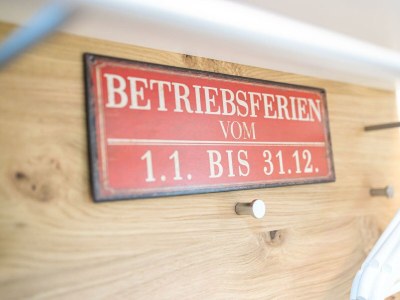 BETRIEBSFERIEN
VOM
1.1. BIS 31.12.